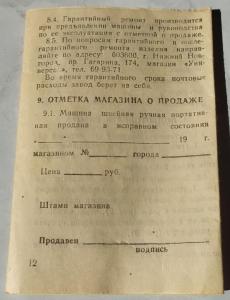 8.4. Гарантийный ремонт производится
при предъявлении машины и руководства
по ее эксплуатации с отметкой о продаже.
8.5. По вопросам гарантийного и после-
гарантийного ремонта изделия направ-
ляйте по адресу: 603600, г. Нижний Нов-
город, пр. Гагарина, 174, магазин «Уни-
версе..», тел. 69-93-71
Во время гарантийного срока почтовые
расходы завод берет на себя.
9. ОТМЕТКА МАГАЗИНА О ПРОДАЖЕ
9.1. Машина швейная ручная портатив-
ная продана в исправном состоянии
19 г.
магазином № города
Цена руб.
Штамп магазина
Продавец
подпись
12